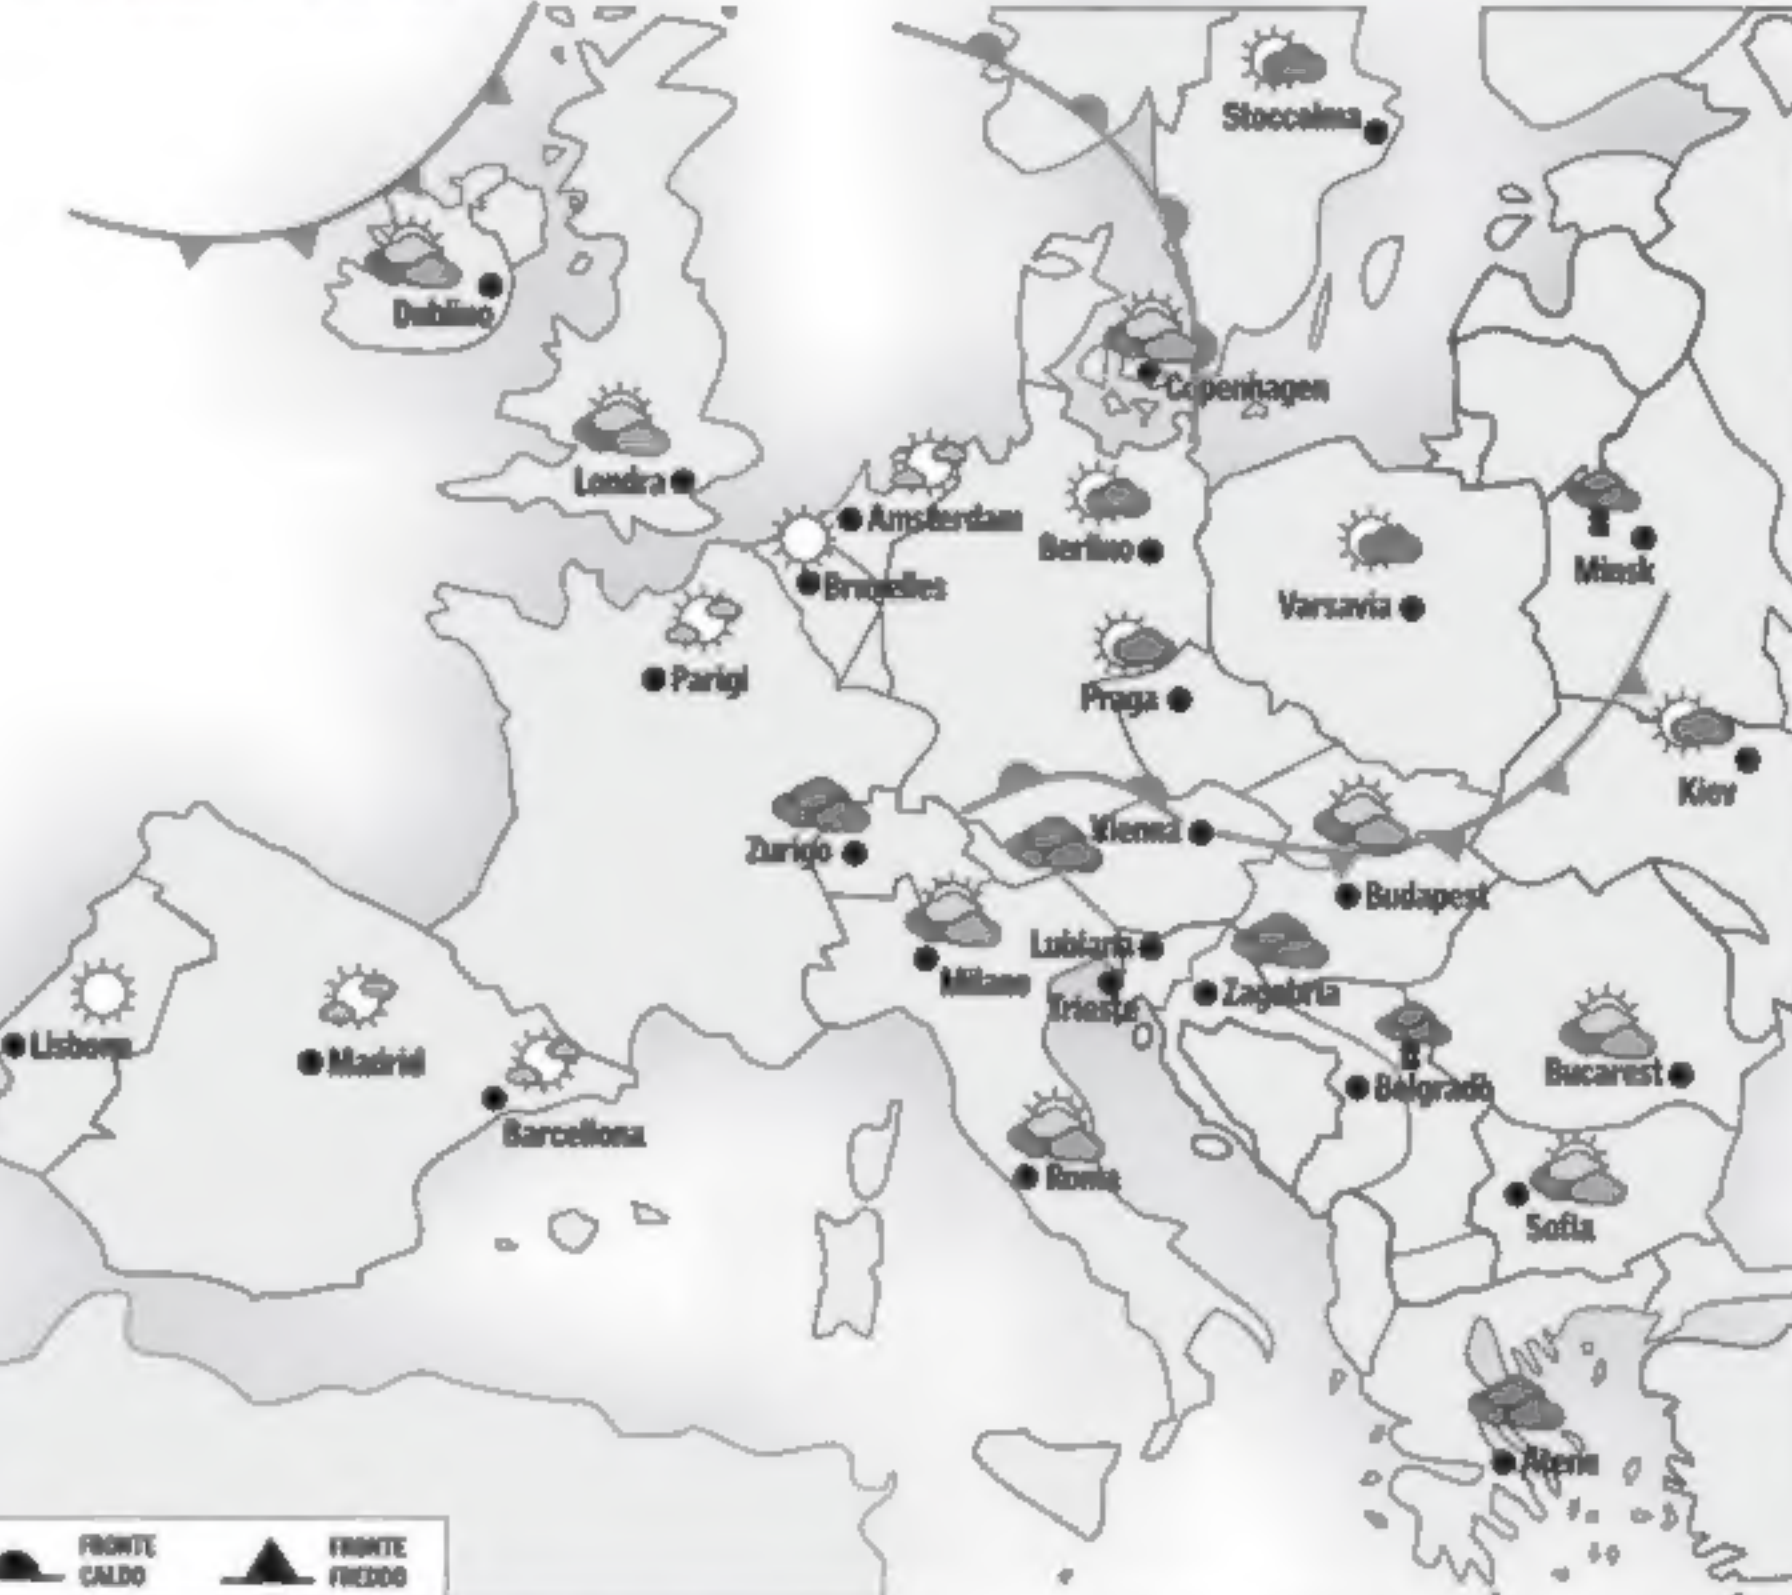 Stoccolma
Dublino
Copenhagen
Londra
Amsterdam
Berlino
Bruxelles
Minsk
Varsavia
Parigi
Praga
Kiev
Vienna
Zurigo
Budapest
Lubiana
Milano
Trieste
Zagabria
Lisbona
Madrid
Belgrado
Bucarest
Barcellona
Roma
Sofia
Atene
FRONTE
CALDO
FRONTE
FREDDO